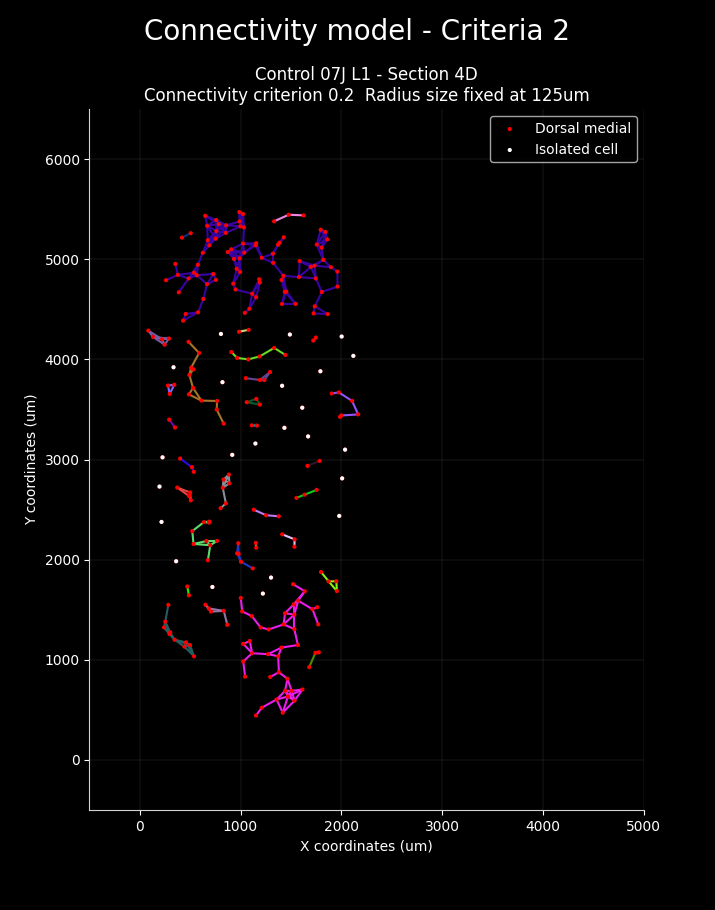 Connectivity model - Criteria 2
Control 07J L1 - Section 4D
Connectivity criterion 0.2  Radius size fixed at 125um
Dorsal medial
Isolated cell
6000
5000
4000
3000
2000
1000
0
Y coordinates (um)
0 1000 2000 3000 4000 5000
X coordinates (um)